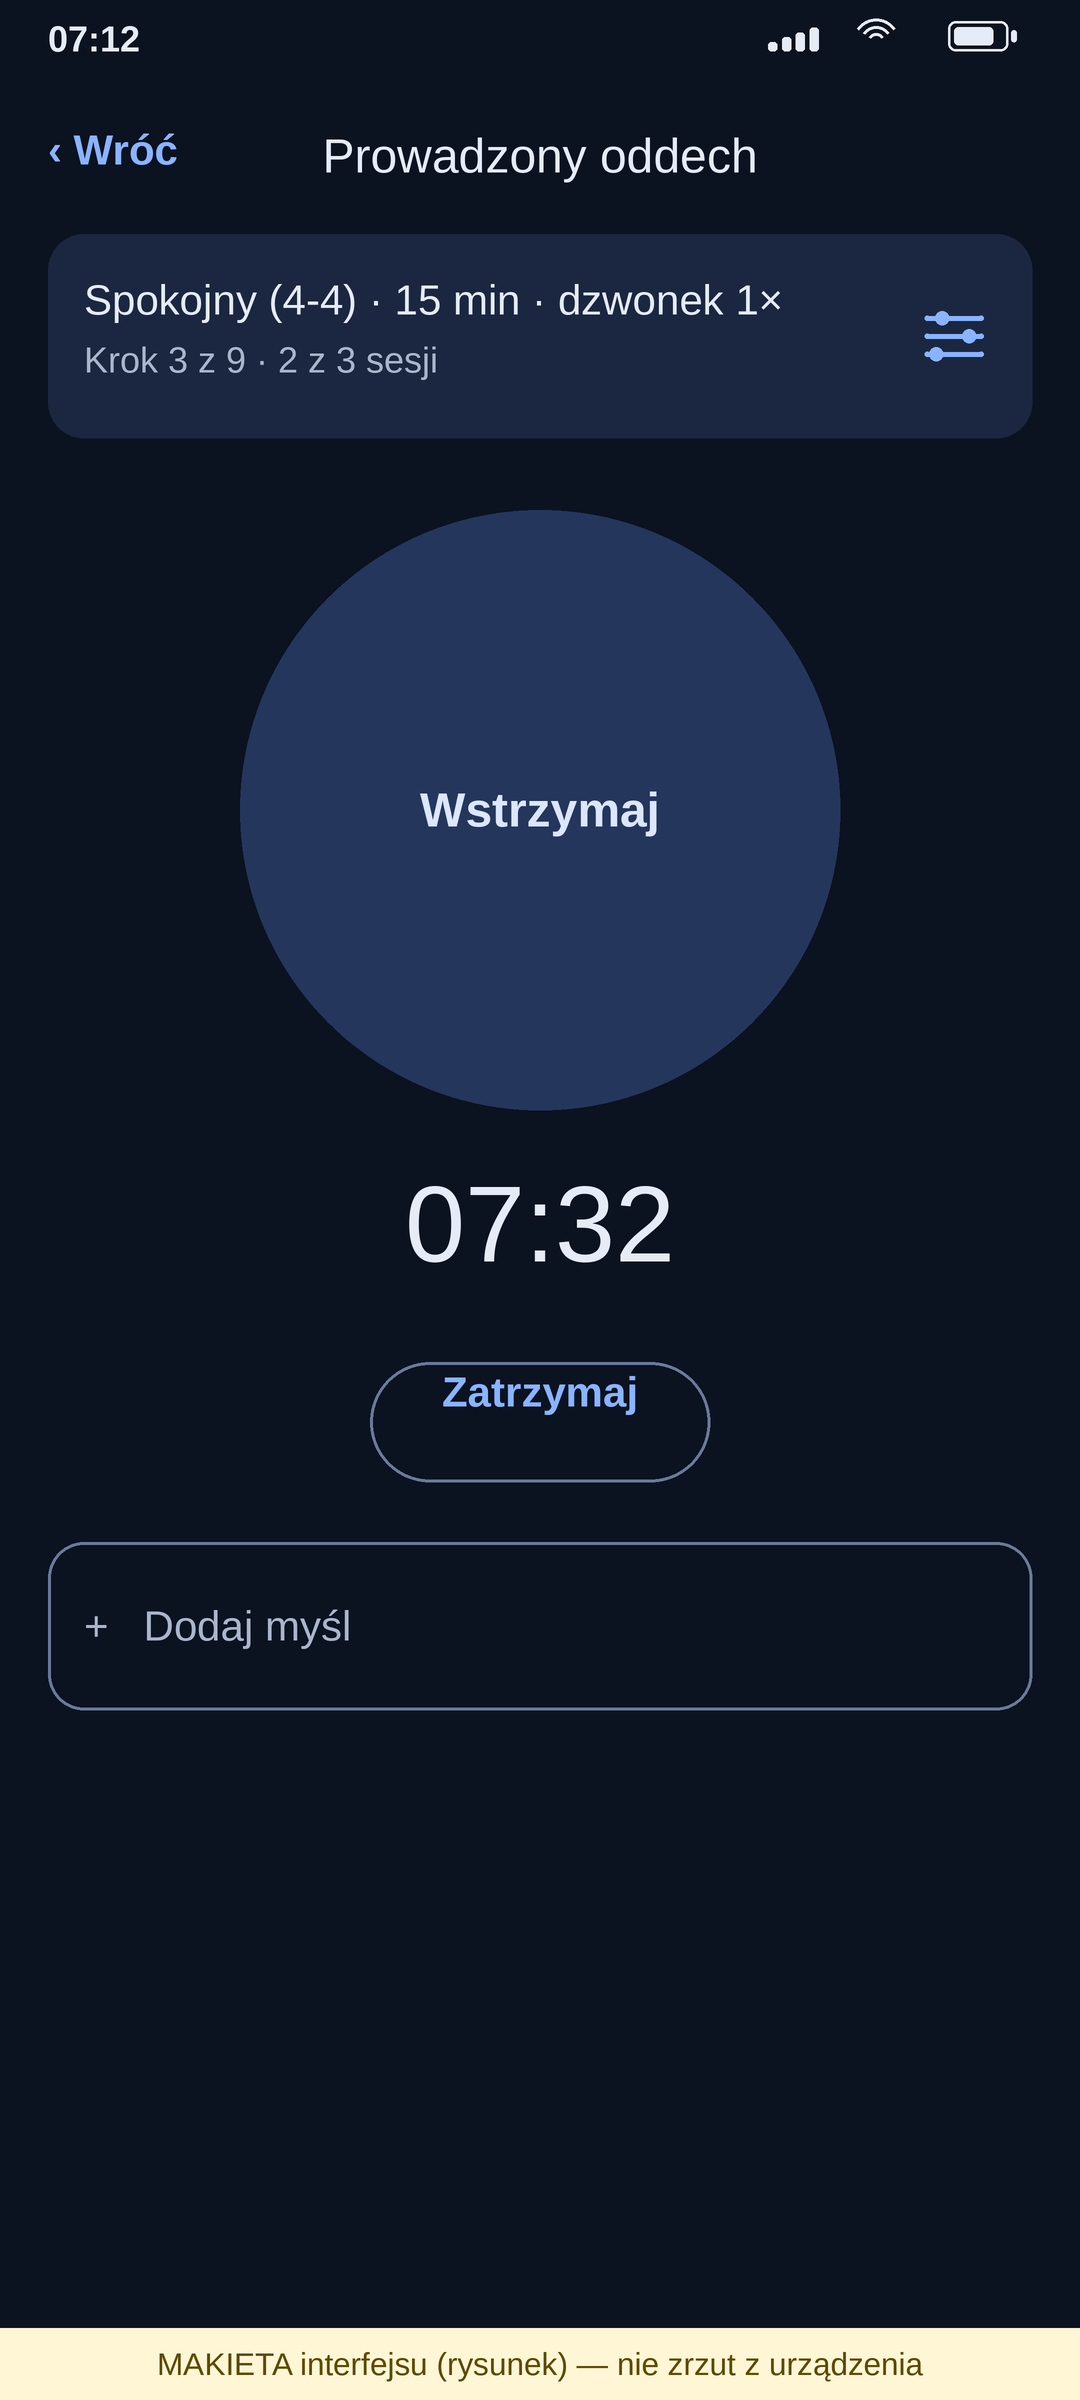 07:12
‹ Wróć
Prowadzony oddech
Spokojny (4-4) · 15 min · dzwonek 1×
Krok 3 z 9 · 2 z 3 sesji
Wstrzymaj
07:32
Zatrzymaj
+ Dodaj myśl
MAKIETA interfejsu (rysunek) — nie zrzut z urządzenia